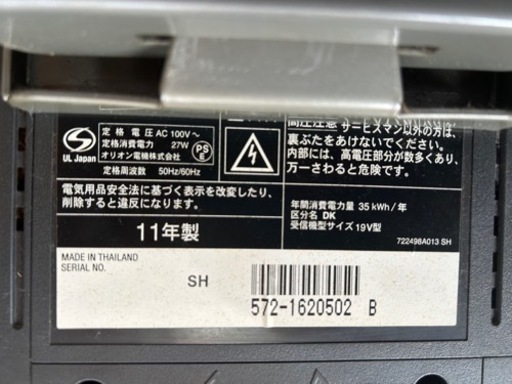 UL Japan
定格電圧 AC 100V～
定格消費電力 27W
オリオン電機株式会社
定格周波数 50Hz/60Hz
PS
E
電気用品安全法に基づく表示を改変したり、
削除すると違反になります。
11年製
高圧注意 サービスマン以外の方は、
裏ぶたをあけないでください。
内部には、高電圧部分が数多くあり、
万一さわると危険です。
年間消費電力量 35 kWh／年
区分名 DK
受信機型サイズ 19V型
722498A013 SH
MADE IN THAILAND
SERIAL NO.
SH
572-1620502 B